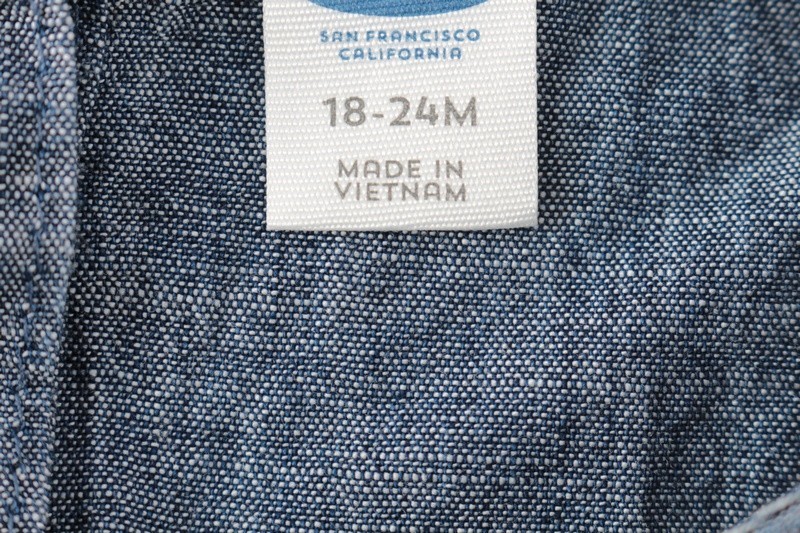 SAN FRANCISCO
CALIFORNIA
18-24M
MADE IN
VIETNAM